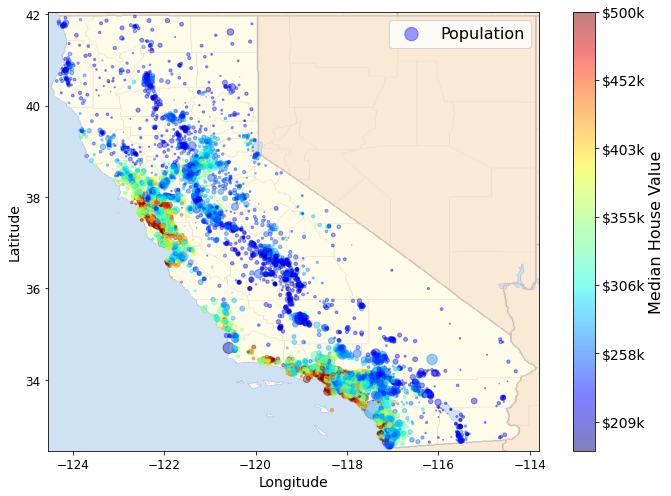 Population
42
40
38
36
34
Latitude
−124
−122
−120
−118
−116
−114
Longitude
$500k
$452k
$403k
$355k
$306k
$258k
$209k
Median House Value